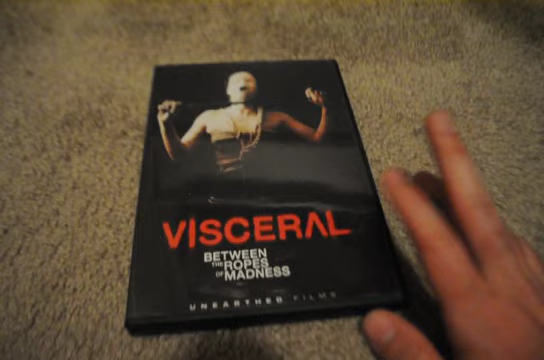 VISCERAL
BETWEEN
THE ROPES
OF MADNESS
UNEARTHED FILMS